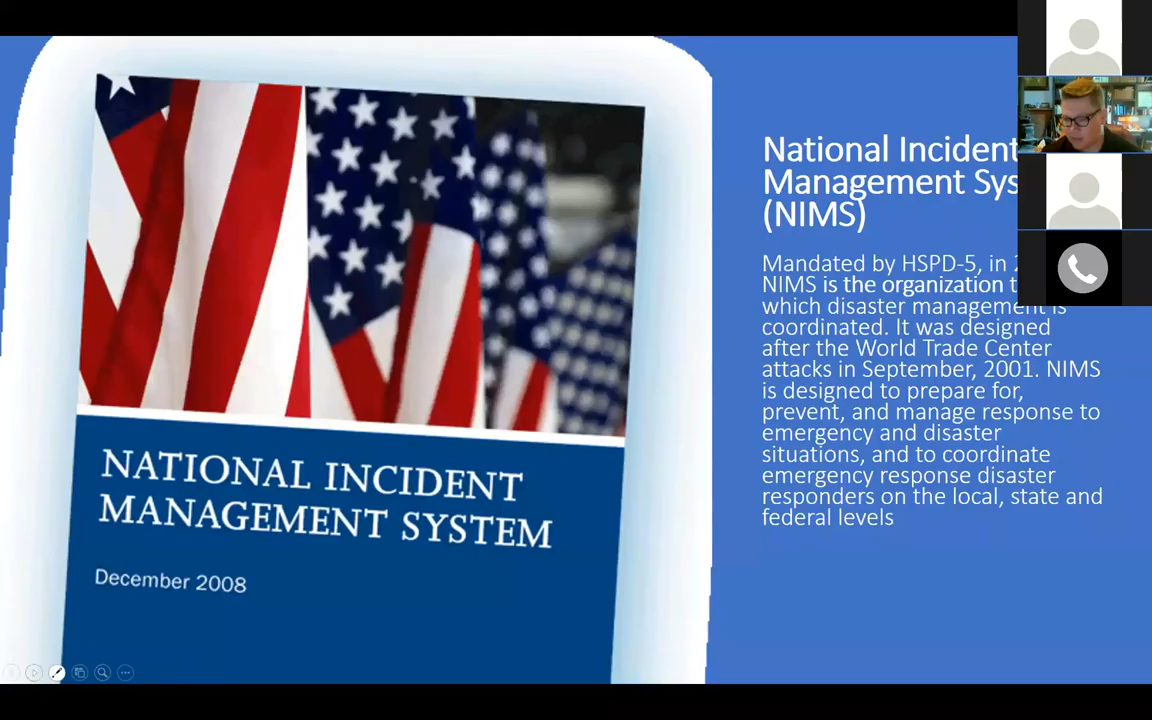 NATIONAL INCIDENT
MANAGEMENT SYSTEM
December 2008
National Incident
Management Sys
(NIMS)
Mandated by HSPD-5, in 2
NIMS is the organization t
which disaster management is
coordinated. It was designed
after the World Trade Center
attacks in September, 2001. NIMS
is designed to prepare for,
prevent, and manage response to
emergency and disaster
situations, and to coordinate
emergency response disaster
responders on the local, state and
federal levels